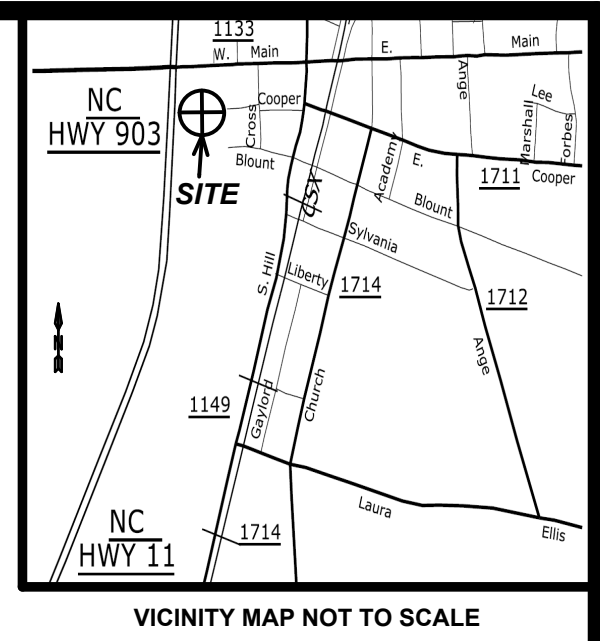 1133
W. Main
E.
Main
NC
HWY 903
Cooper
Cross
Ange
Lee
Marshall
Forbes
Academy
E.
Blount
SITE
1711
Cooper
CSX
Blount
Sylvania
S. Hill
Liberty
1714
1712
N
Ange
1149
Gaylord
Church
Laura
Ellis
NC
HWY 11
1714
VICINITY MAP NOT TO SCALE